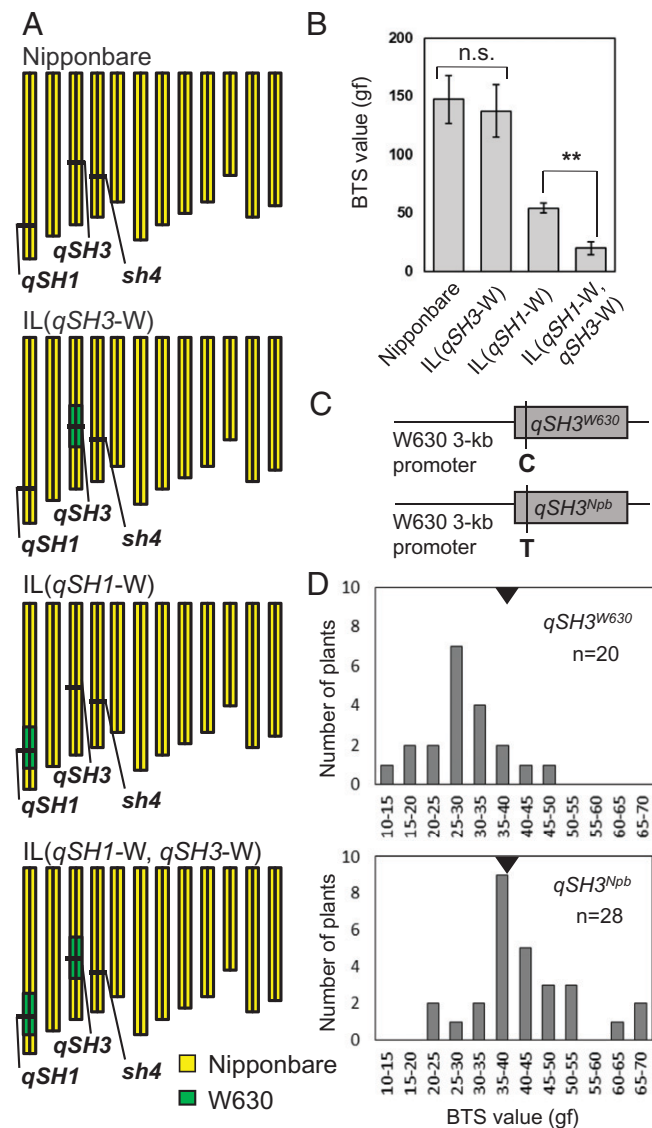 A
Nipponbare
qSH1
qSH3
sh4
IL(qSH3-W)
qSH1
qSH3
sh4
IL(qSH1-W)
qSH1
qSH3
sh4
IL(qSH1-W, qSH3-W)
qSH1
qSH3
sh4
Nipponbare
W630
B
BTS value (gf)
200
150
100
50
0
n.s.
**
Nipponbare
IL(qSH3-W)
IL(qSH1-W)
IL(qSH1-W,
qSH3-W)
C
W630 3-kb
promoter
qSH3W630
C
W630 3-kb
promoter
qSH3Npb
T
D
Number of plants
10
8
6
4
2
0
qSH3W630
n=20
10-15
15-20
20-25
25-30
30-35
35-40
40-45
45-50
50-55
55-60
60-65
65-70
Number of plants
10
8
6
4
2
0
qSH3Npb
n=28
10-15
15-20
20-25
25-30
30-35
35-40
40-45
45-50
50-55
55-60
60-65
65-70
BTS value (gf)